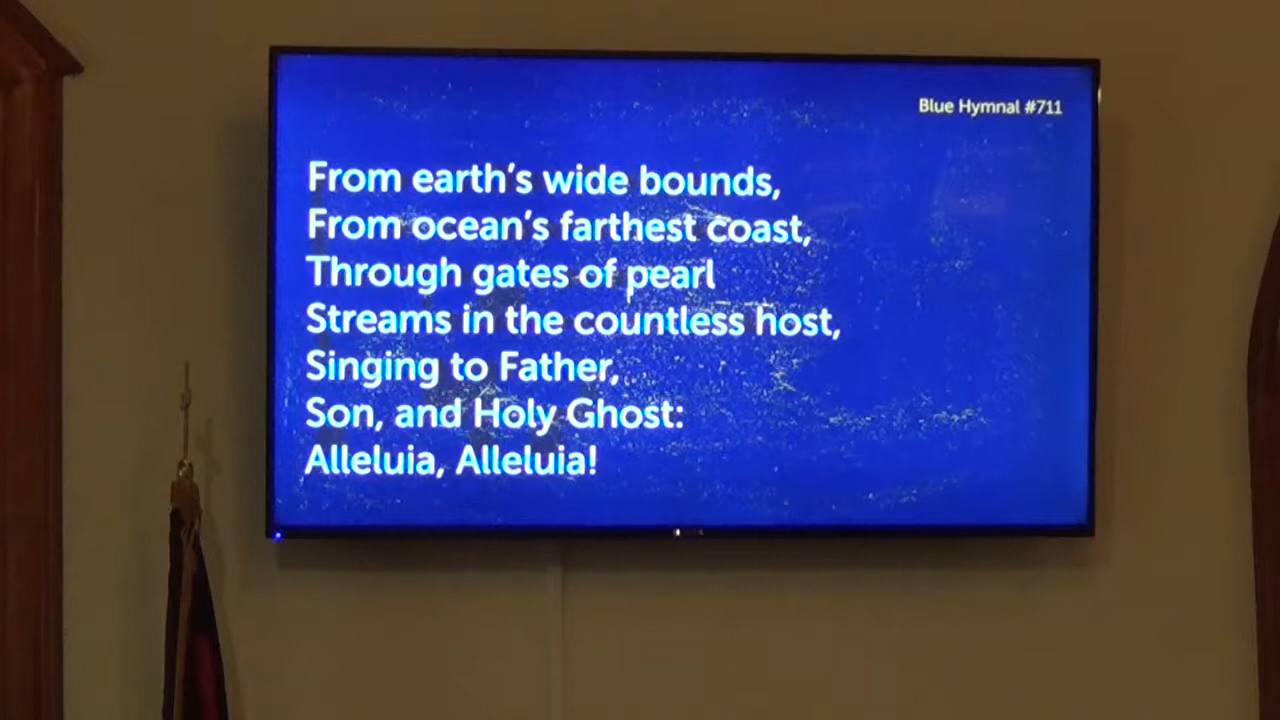 Blue Hymnal #711
From earth's wide bounds,
From ocean's farthest coast,
Through gates of pearl
Streams in the countless host,
Singing to Father,
Son, and Holy Ghost:
Alleluia, Alleluia!